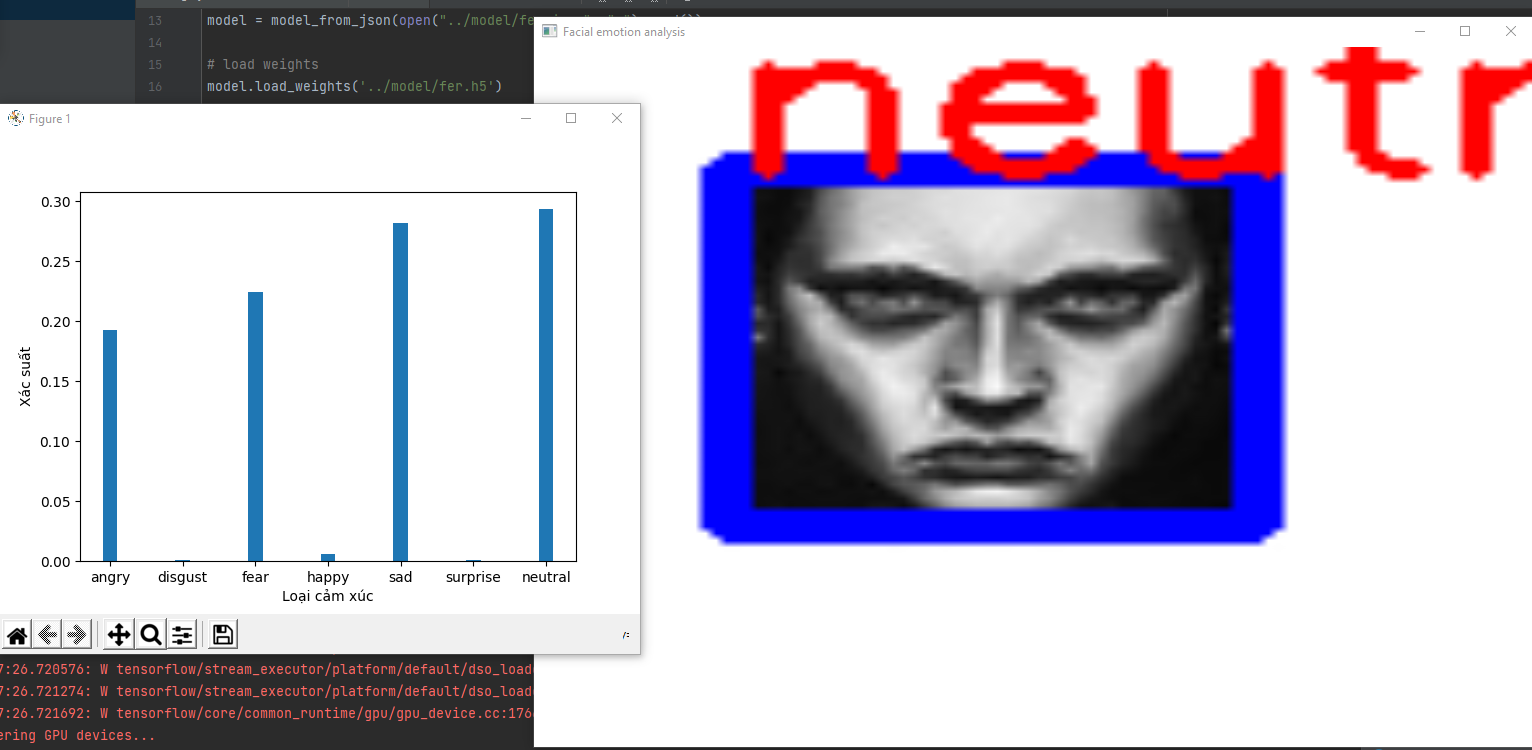 13 model = model_from_json(open("../model/fe
14
15 # load weights
16 model.load_weights('../model/fer.h5')
Facial emotion analysis
neutr
Figure 1
0.30
0.25
0.20
0.15
0.10
0.05
0.00
Xác suất
angry disgust fear happy sad surprise neutral
Loại cảm xúc
7:26.720576: W tensorflow/stream_executor/platform/default/dso_load
7:26.721274: W tensorflow/stream_executor/platform/default/dso_load
7:26.721692: W tensorflow/core/common_runtime/gpu/gpu_device.cc:176
ering GPU devices...